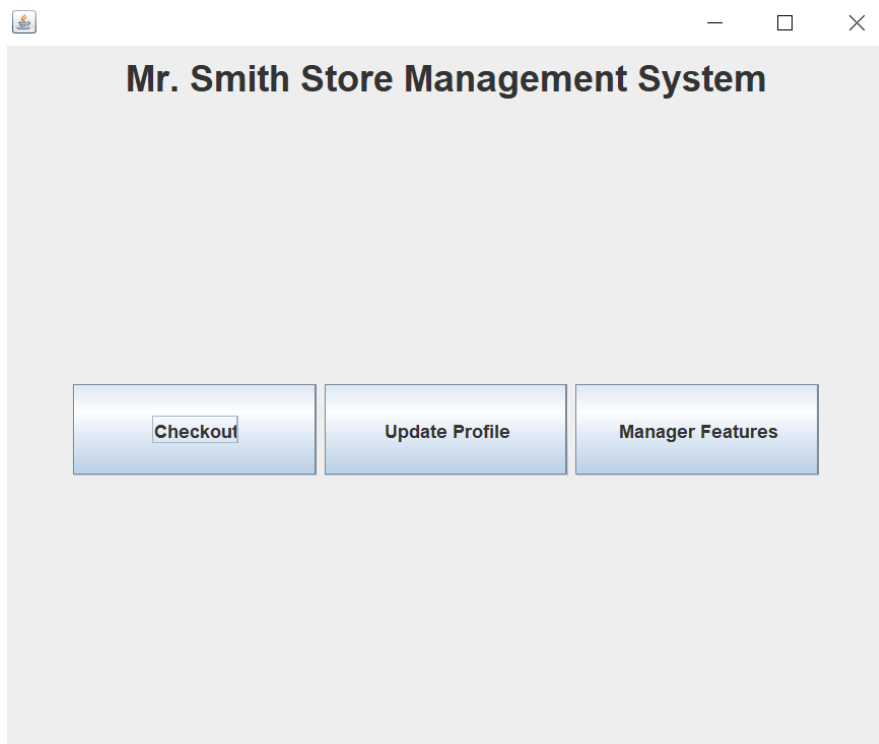 Mr. Smith Store Management System
Checkout
Update Profile
Manager Features